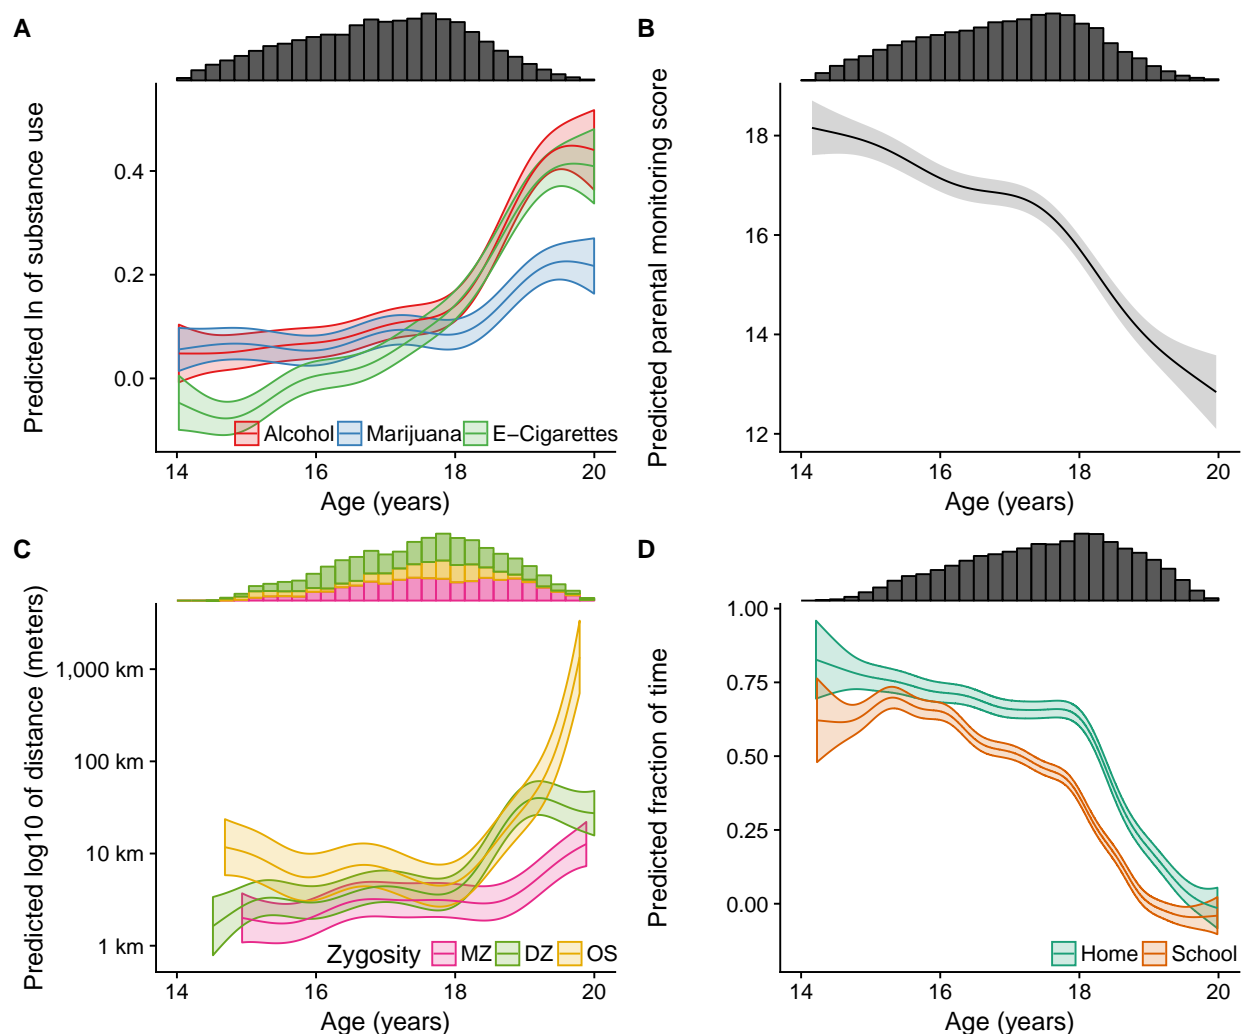 A
Predicted ln of substance use
0.4
0.2
0.0
Alcohol Marijuana E−Cigarettes
14 16 18 20
Age (years)
B
Predicted parental monitoring score
18
16
14
12
14 16 18 20
Age (years)
C
Predicted log10 of distance (meters)
1,000 km
100 km
10 km
1 km
Zygosity MZ DZ OS
14 16 18 20
Age (years)
D
Predicted fraction of time
1.00
0.75
0.50
0.25
0.00
Home School
14 16 18 20
Age (years)